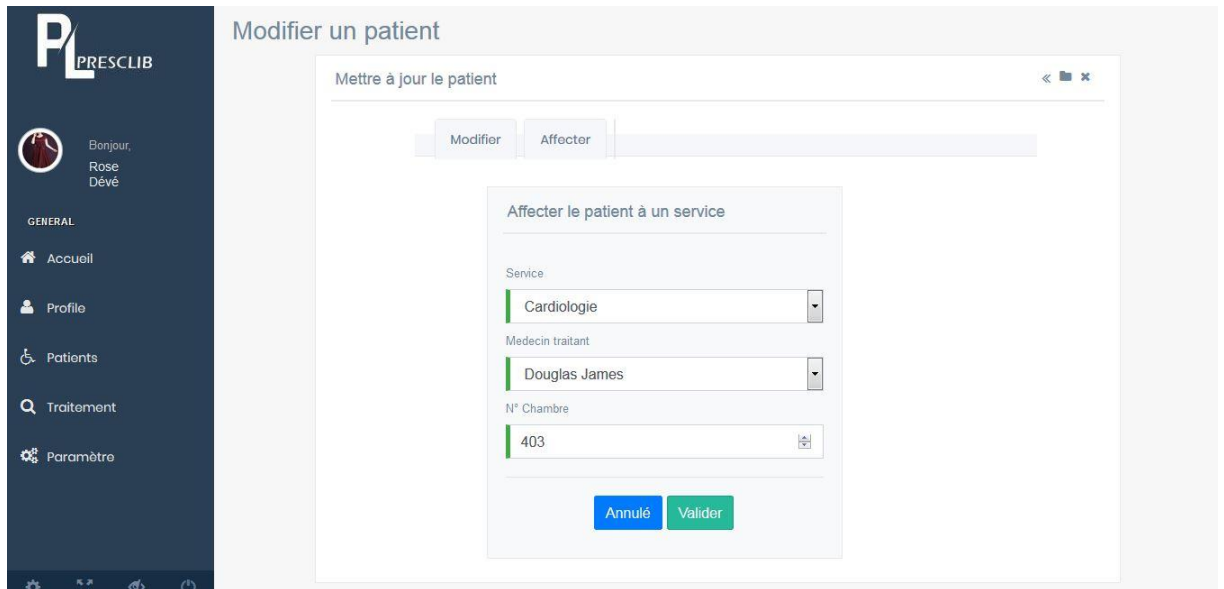 PL PRESCLIB
Bonjour,
Rose
Dévé
GENERAL
Accueil
Profile
Patients
Traitement
Paramètre
Modifier un patient
Mettre à jour le patient
Modifier
Affecter
Affecter le patient à un service
Service
Cardiologie
Medecin traitant
Douglas James
N° Chambre
403
Annulé
Valider